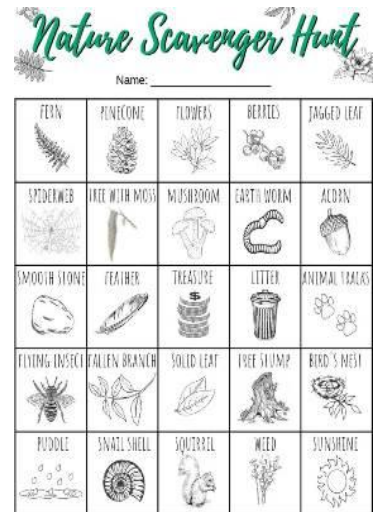 Nature Scavenger Hunt
Name:
FERN PINECONE FLOWERS BERRIES JAGGED LEAF
SPIDERWEB TREE WITH MOSS MUSHROOM EARTH WORM ACORN
SMOOTH STONE FEATHER TREASURE LITTER ANIMAL TRACKS
FLYING INSECT FALLEN BRANCH SOLID LEAF TREE STUMP BIRD'S NEST
PUDDLE SNAIL SHELL SQUIRREL WEED SUNSHINE